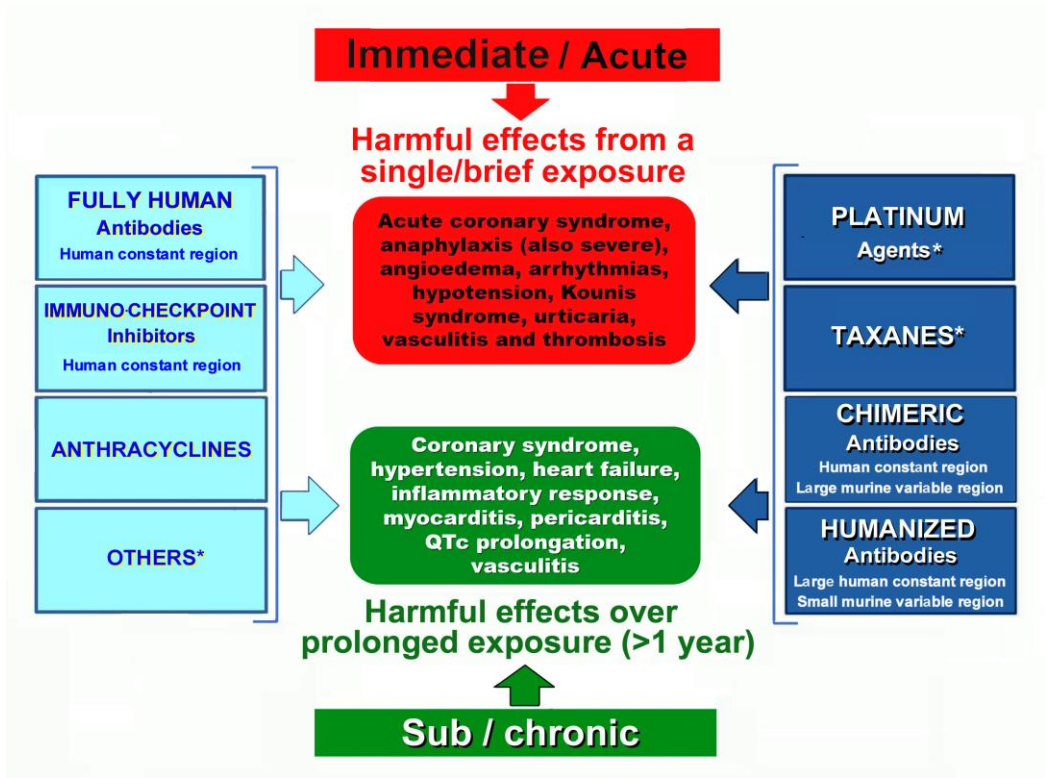 Immediate / Acute
Harmful effects from a
single/brief exposure
FULLY HUMAN
Antibodies
Human constant region
IMMUNO-CHECKPOINT
Inhibitors
Human constant region
ANTHRACYCLINES
OTHERS*
Acute coronary syndrome,
anaphylaxis (also severe),
angioedema, arrhythmias,
hypotension, Kounis
syndrome, urticaria,
vasculitis and thrombosis
Coronary syndrome,
hypertension, heart failure,
inflammatory response,
myocarditis, pericarditis,
QTc prolongation,
vasculitis
PLATINUM
Agents*
TAXANES*
CHIMERIC
Antibodies
Human constant region
Large murine variable region
HUMANIZED
Antibodies
Large human constant region
Small murine variable region
Harmful effects over
prolonged exposure (>1 year)
Sub / chronic